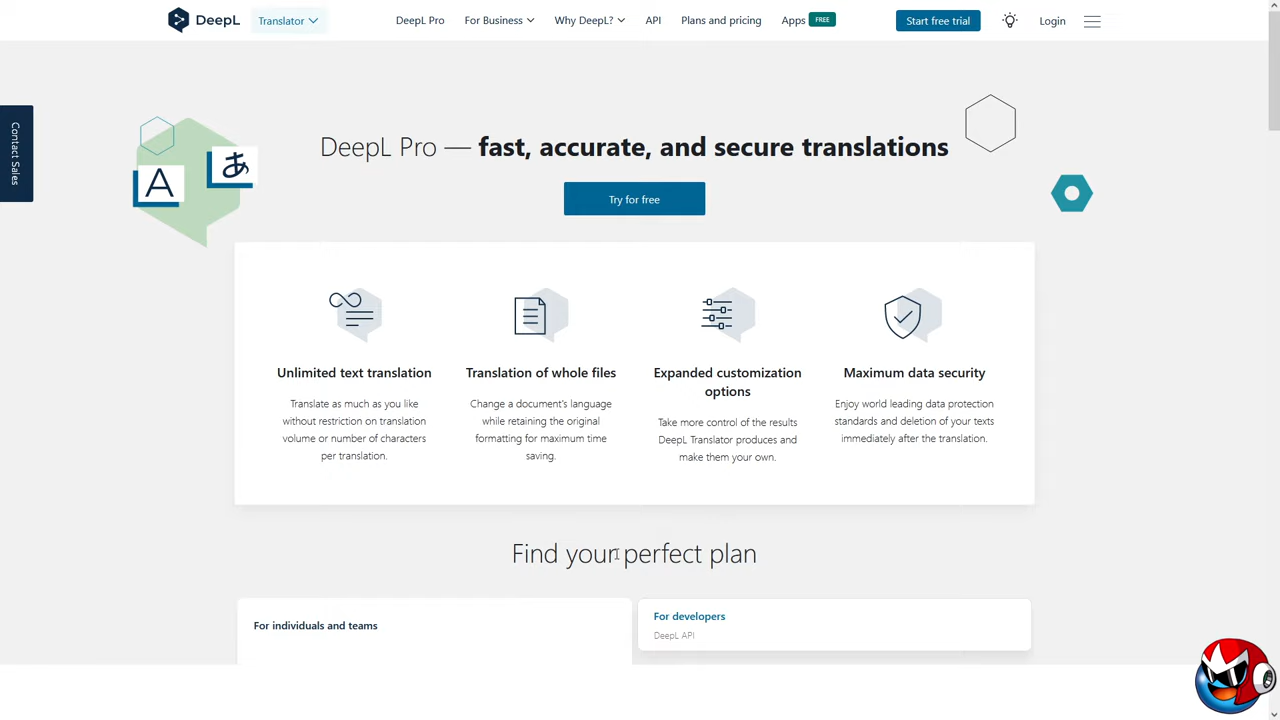 DeepL
Translator
DeepL Pro
For Business
Why DeepL?
API
Plans and pricing
Apps
FREE
Start free trial
Login
Contact Sales
A
あ
DeepL Pro — fast, accurate, and secure translations
Try for free
Unlimited text translation
Translate as much as you like
without restriction on translation
volume or number of characters
per translation.
Translation of whole files
Change a document's language
while retaining the original
formatting for maximum time
saving.
Expanded customization
options
Take more control of the results
DeepL Translator produces and
make them your own.
Maximum data security
Enjoy world leading data protection
standards and deletion of your texts
immediately after the translation.
Find your perfect plan
For individuals and teams
For developers
DeepL API